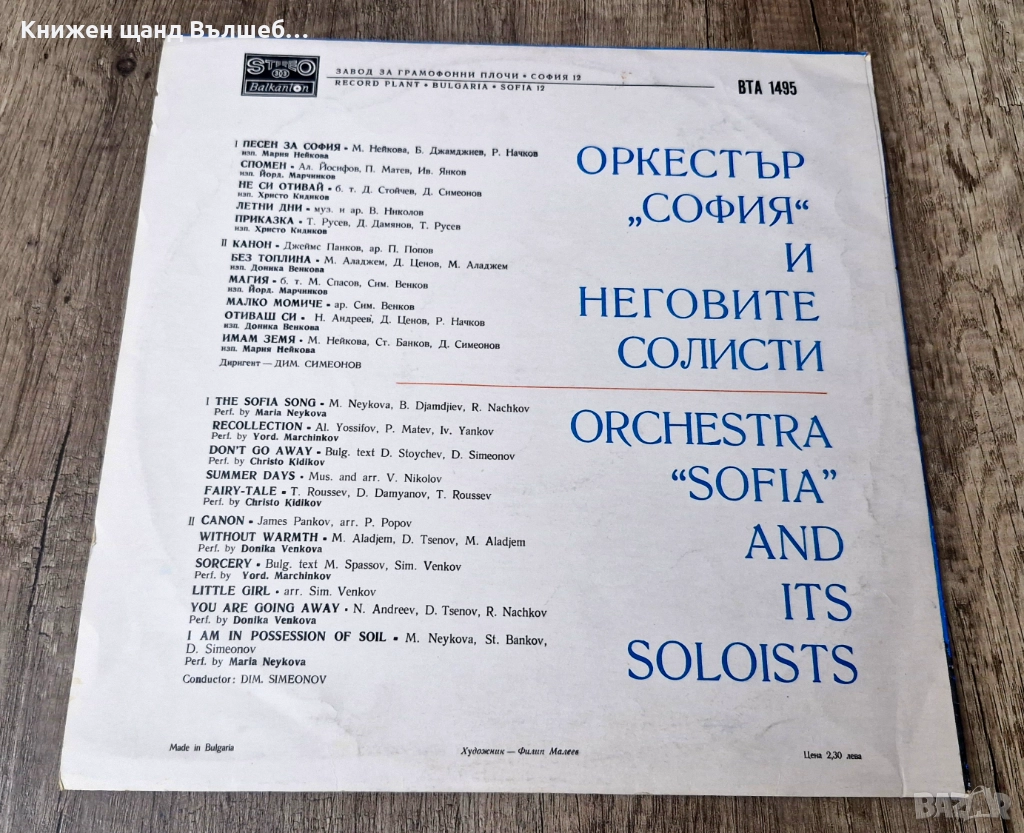 Книжен щанд Вълшеб...
STEREO
Balkanton
ЗАВОД ЗА ГРАМОФОННИ ПЛОЧИ • СОФИЯ 12
RECORD PLANT • BULGARIA • SOFIA 12
ВТА 1495
I ПЕСЕН ЗА СОФИЯ • М. Нейкова, Б. Джамджиев, Р. Начков
изп. Мария Нейкова
СПОМЕН • Ал. Йосифов, П. Матев, Ив. Янков
изп. Йорд. Марчинков
НЕ СИ ОТИВАЙ • б. т. Д. Стойчев, Д. Симеонов
изп. Христо Кидиков
ЛЕТНИ ДНИ • муз. и ар. В. Николов
ПРИКАЗКА • Т. Русев, Д. Дамянов, Т. Русев
изп. Христо Кидиков
II КАНОН • Джеймс Панков, ар. П. Попов
БЕЗ ТОПЛИНА • М. Аладжем, Д. Ценов, М. Аладжем
изп. Доника Венкова
МАГИЯ • б. т. М. Спасов, Сим. Венков
изп. Йорд. Марчинков
МАЛКО МОМИЧЕ • ар. Сим. Венков
ОТИВАШ СИ • Н. Андреев, Д. Ценов, Р. Начков
изп. Доника Венкова
ИМАМ ЗЕМЯ • М. Нейкова, Ст. Банков, Д. Симеонов
изп. Мария Нейкова
Диригент — ДИМ. СИМЕОНОВ
ОРКЕСТЪР
„СОФИЯ“
И
НЕГОВИТЕ
СОЛИСТИ
I THE SOFIA SONG • M. Neykova, B. Djamdjiev, R. Nachkov
Perf. by Maria Neykova
RECOLLECTION • Al. Yossifov, P. Matev, Iv. Yankov
Perf. by Yord. Marchinkov
DON'T GO AWAY • Bulg. text D. Stoychev, D. Simeonov
Perf. by Christo Kidikov
SUMMER DAYS • Mus. and arr. V. Nikolov
FAIRY-TALE • T. Roussev, D. Damyanov, T. Roussev
Perf. by Christo Kidikov
II CANON • James Pankov, arr. P. Popov
WITHOUT WARMTH • M. Aladjem, D. Tsenov, M. Aladjem
Perf. by Donika Venkova
SORCERY • Bulg. text M. Spassov, Sim. Venkov
Perf. by Yord. Marchinkov
LITTLE GIRL • arr. Sim. Venkov
YOU ARE GOING AWAY • N. Andreev, D. Tsenov, R. Nachkov
Perf. by Donika Venkova
I AM IN POSSESSION OF SOIL • M. Neykova, St. Bankov,
D. Simeonov
Perf. by Maria Neykova
Conductor: DIM. SIMEONOV
ORCHESTRA
“SOFIA”
AND
ITS
SOLOISTS
Made in Bulgaria
Художник — Филип Малеев
Цена 2,30 лева
BAZAR